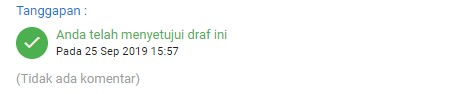 Tanggapan :
Anda telah menyetujui draf ini
Pada 25 Sep 2019 15:57
(Tidak ada komentar)